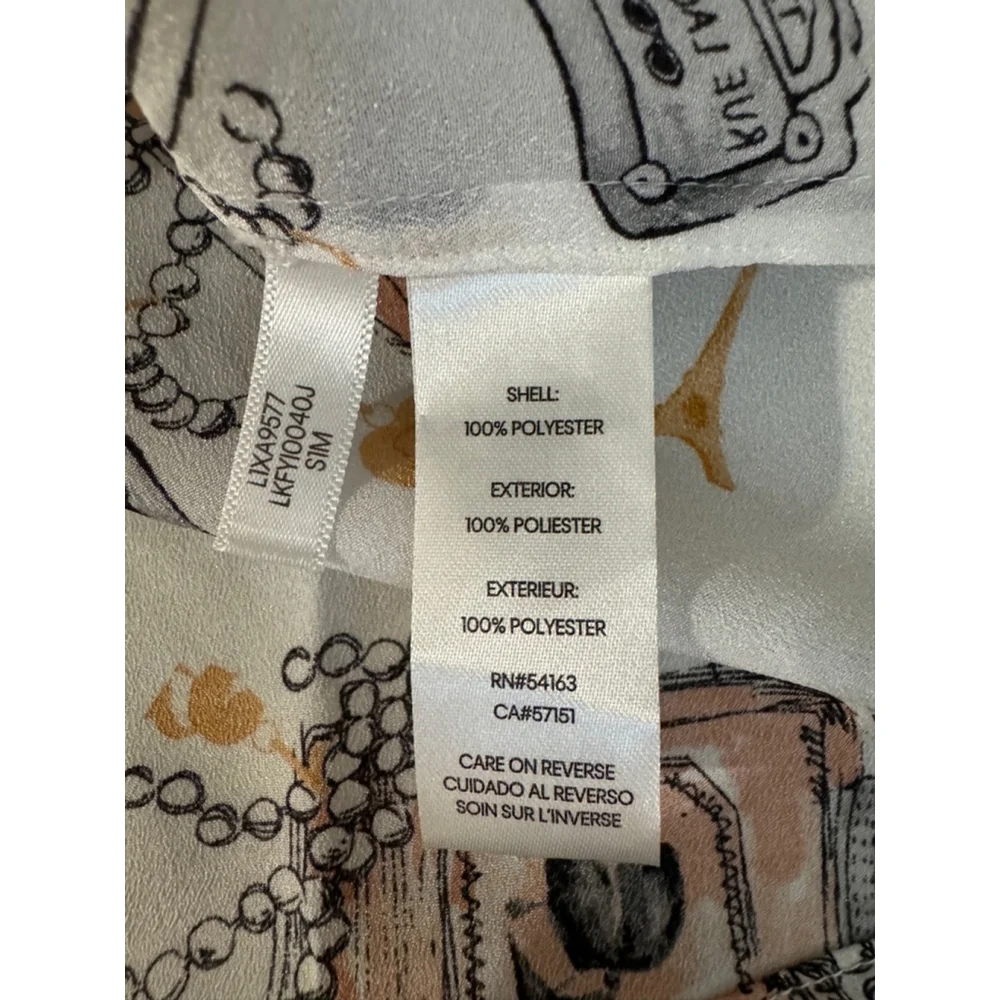 RUE LA
L1XA9577
LKFYI0040J
S1M
SHELL:
100% POLYESTER
EXTERIOR:
100% POLIESTER
EXTERIEUR:
100% POLYESTER
RN#54163
CA#57151
CARE ON REVERSE
CUIDADO AL REVERSO
SOIN SUR L'INVERSE